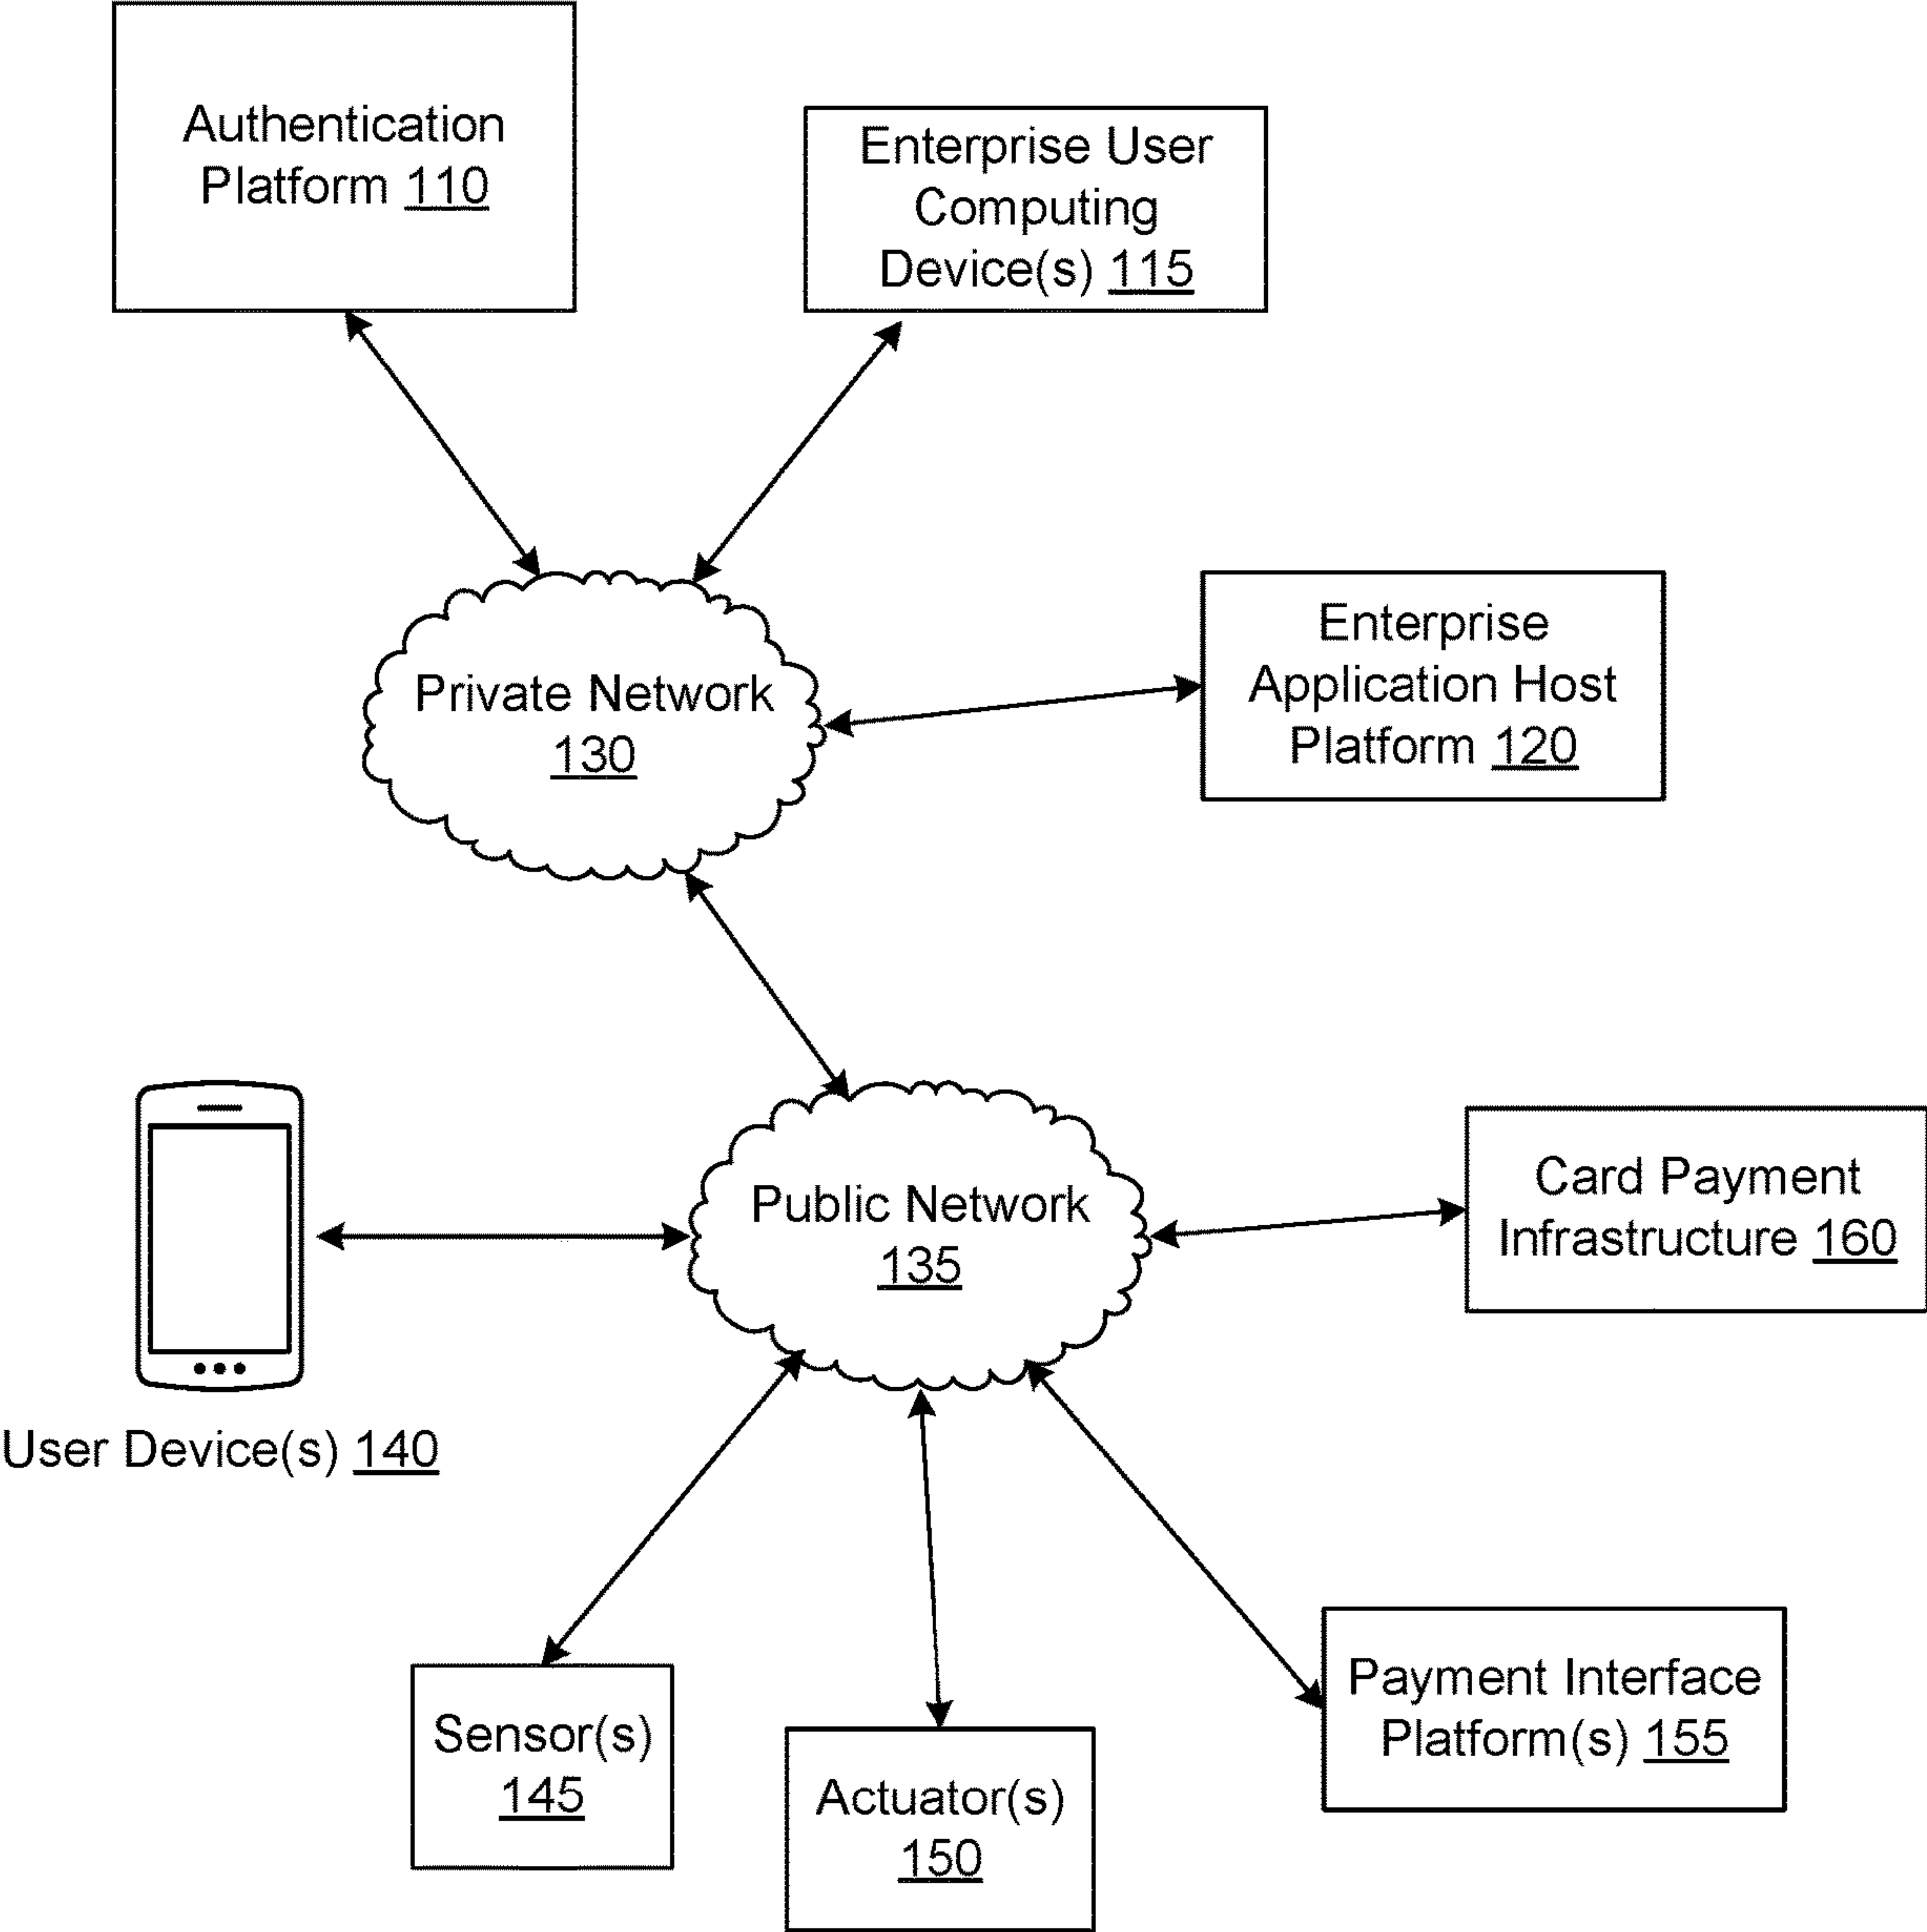 Authentication
Platform 110
Enterprise User
Computing
Device(s) 115
Enterprise
Application Host
Platform 120
Private Network
130
Public Network
135
Card Payment
Infrastructure 160
User Device(s) 140
Payment Interface
Platform(s) 155
Sensor(s)
145
Actuator(s)
150